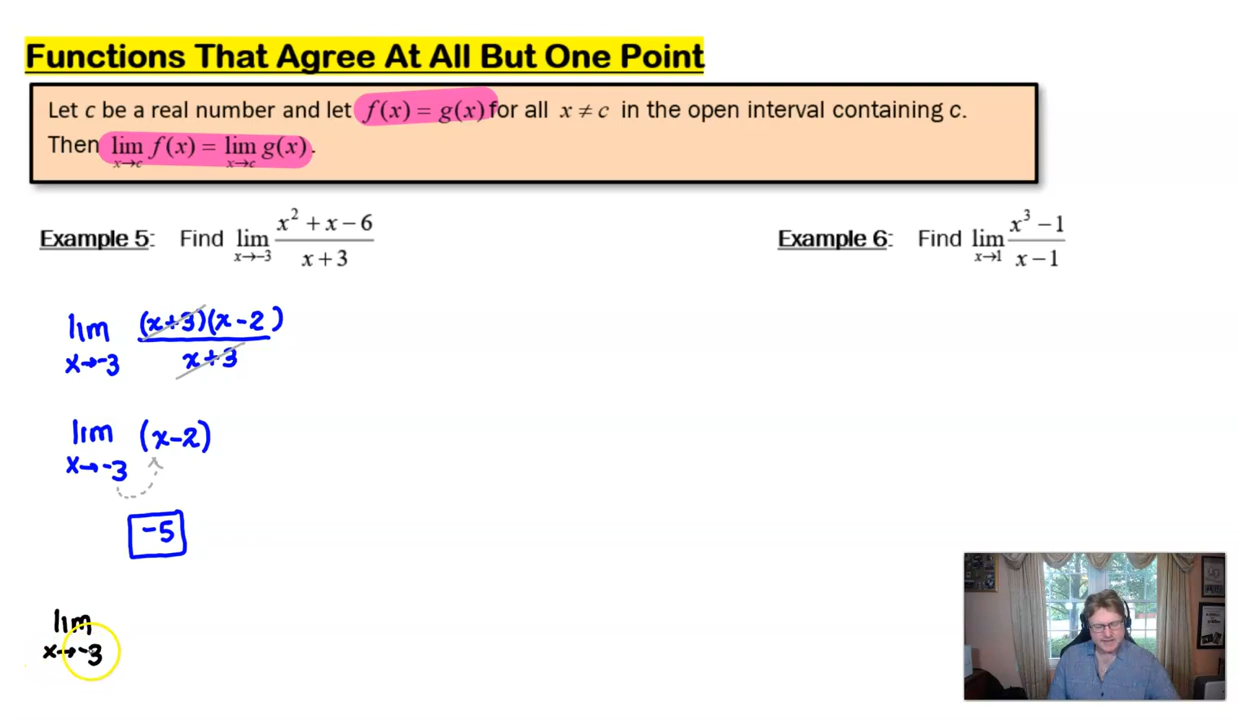 Functions That Agree At All But One Point
Let c be a real number and let f(x) = g(x) for all x ≠ c in the open interval containing c.
Then lim f(x) = lim g(x).
x→c x→c
Example 5: Find lim x→-3 (x² + x − 6)/(x + 3)
Example 6: Find lim x→1 (x³ − 1)/(x − 1)
lim (x+3)(x-2)
x→-3 x+3
lim (x-2)
x→-3
-5
lim
x→-3